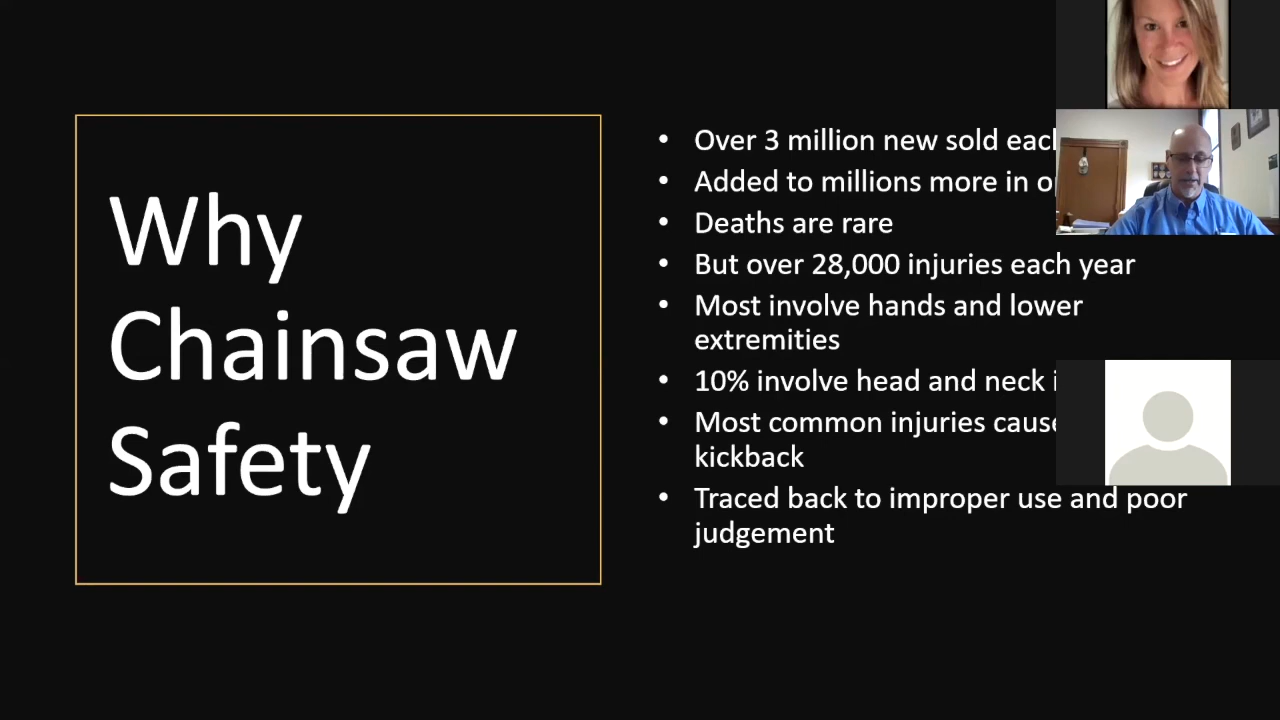 Why
Chainsaw
Safety
• Over 3 million new sold each
• Added to millions more in
• Deaths are rare
• But over 28,000 injuries each year
• Most involve hands and lower
extremities
• 10% involve head and neck
• Most common injuries
kickback
• Traced back to improper use and poor
judgement